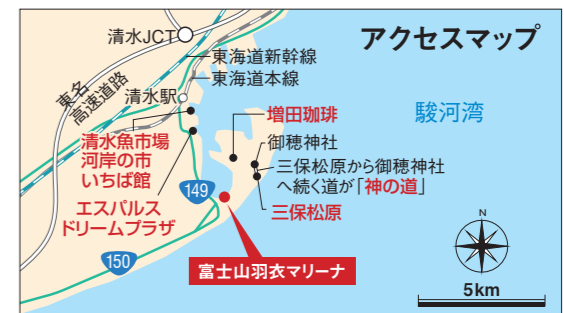 アクセスマップ
清水JCT
東海道新幹線
東海道本線
東名
高速道路
清水駅
増田珈琲
駿河湾
清水魚市場
河岸の市
いちば館
御穂神社
三保松原から御穂神社
へ続く道が「神の道」
エスパルス
ドリームプラザ
149
三保松原
150
富士山羽衣マリーナ
N
5km